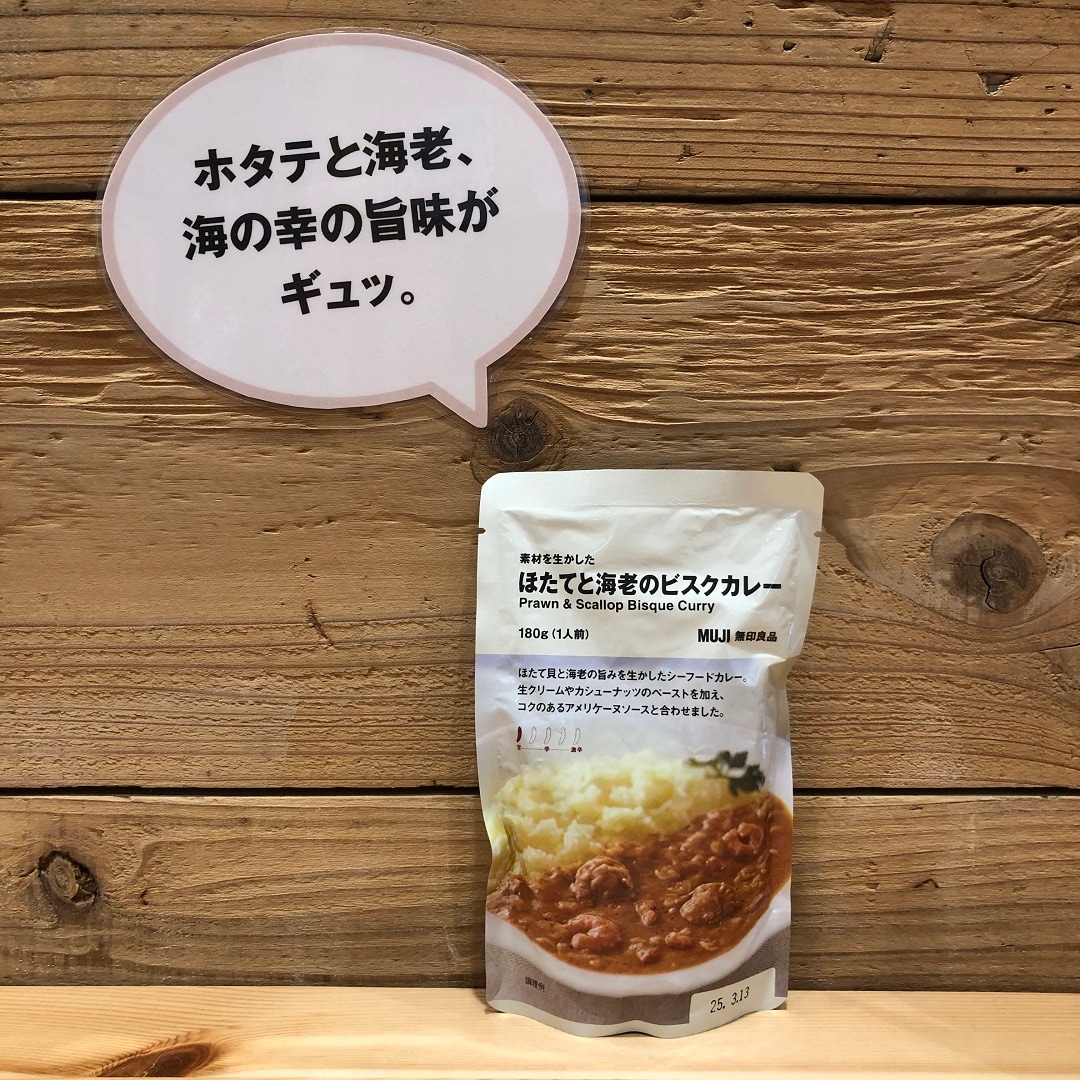 ホタテと海老、
海の幸の旨味が
ギュッ。
素材を生かした
ほたてと海老のビスクカレー
Prawn & Scallop Bisque Curry
180g（1人前） MUJI 無印良品
ほたて貝と海老の旨みを生かしたシーフードカレー。
生クリームやカシューナッツのペーストを加え、
コクのあるアメリケーヌソースと合わせました。
辛 激辛
調理例
25. 3.13